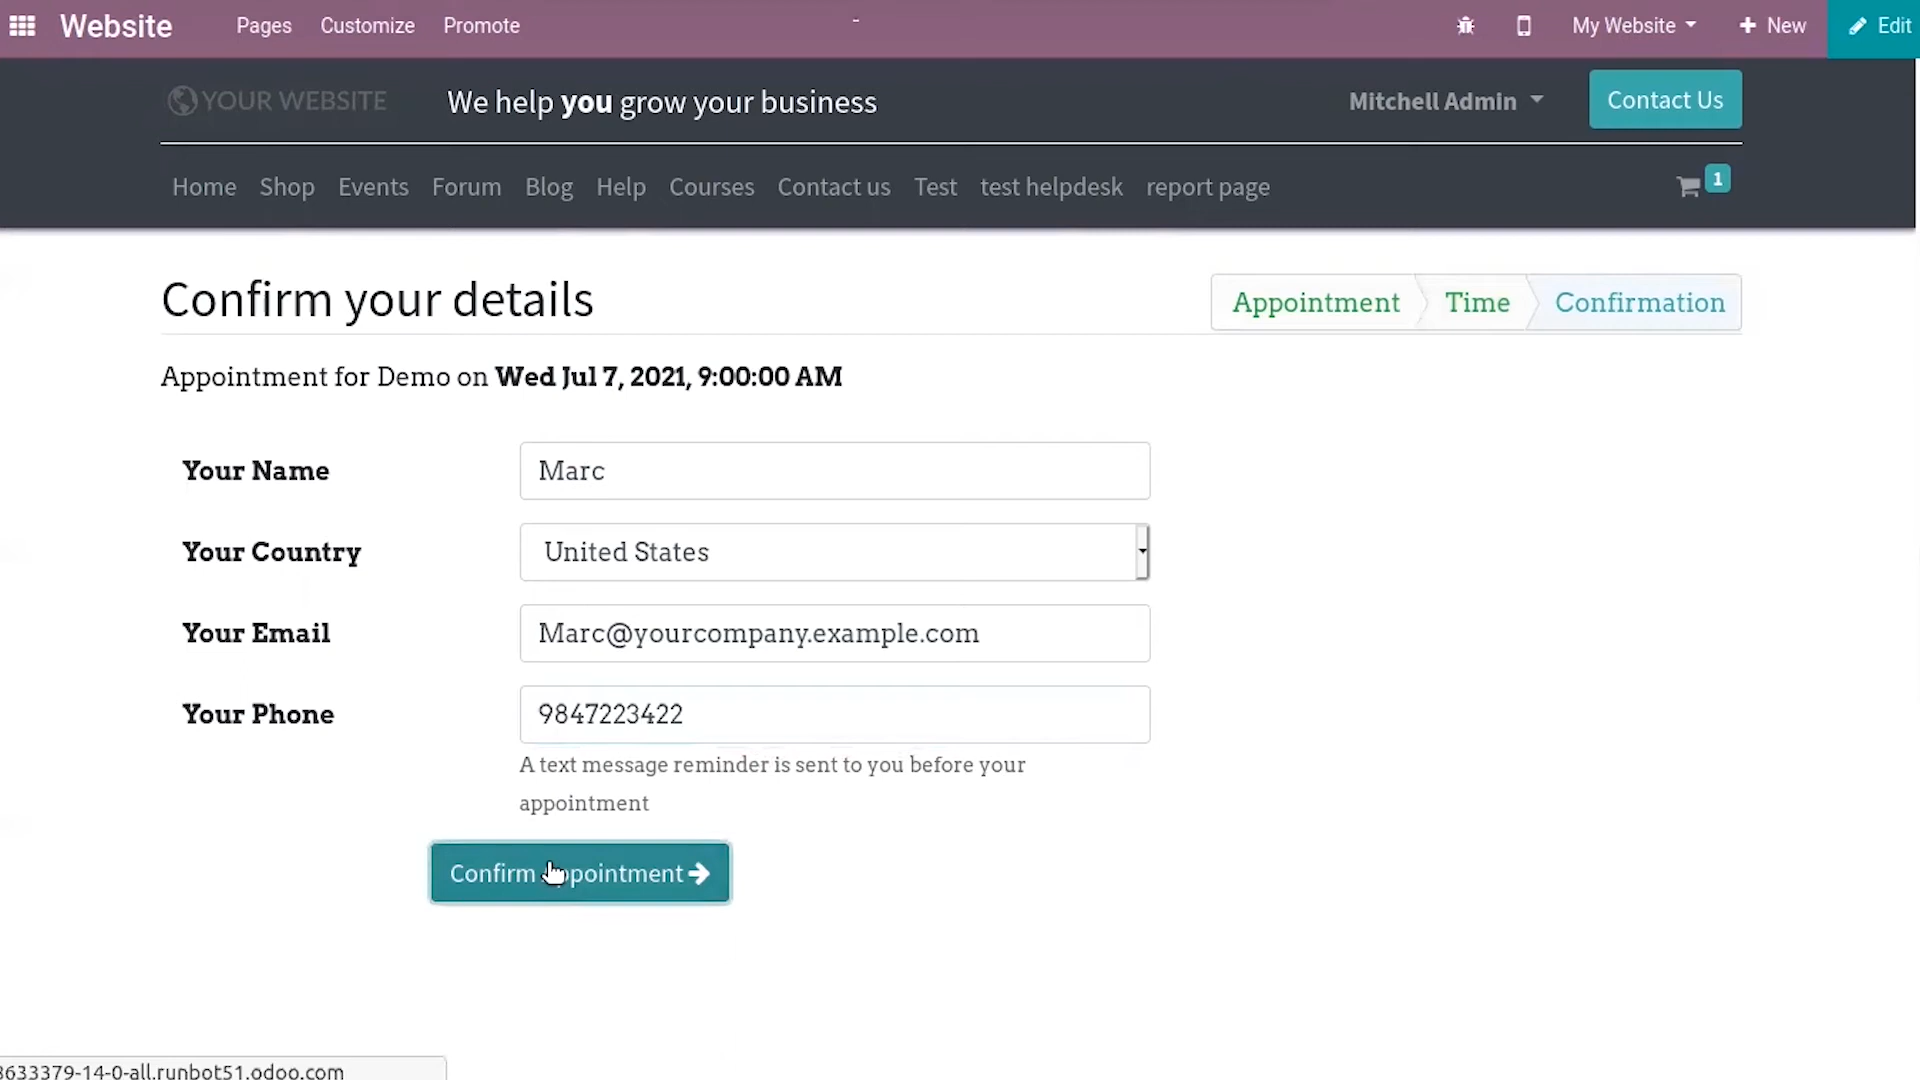 Website Pages Customize Promote - My Website New Edit
YOUR WEBSITE We help you grow your business Mitchell Admin Contact Us
Home Shop Events Forum Blog Help Courses Contact us Test test helpdesk report page 1
Confirm your details Appointment Time Confirmation
Appointment for Demo on Wed Jul 7, 2021, 9:00:00 AM
Your Name Marc
Your Country United States
Your Email Marc@yourcompany.example.com
Your Phone 9847223422
A text message reminder is sent to you before your
appointment
Confirm Appointment
3633379-14-0-all.runbot51.odoo.com